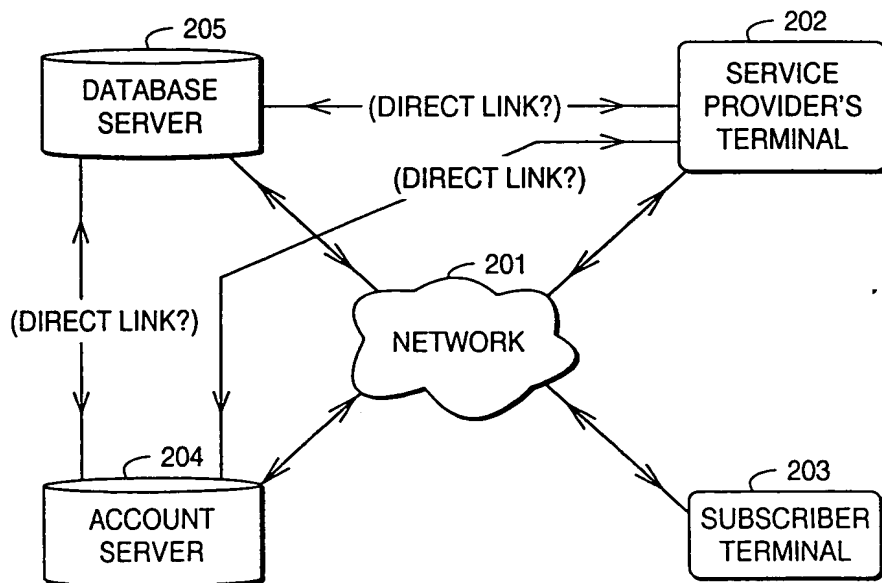 205
DATABASE
SERVER
202
SERVICE
PROVIDER'S
TERMINAL
(DIRECT LINK?)
(DIRECT LINK?)
201
NETWORK
(DIRECT LINK?)
204
ACCOUNT
SERVER
203
SUBSCRIBER
TERMINAL